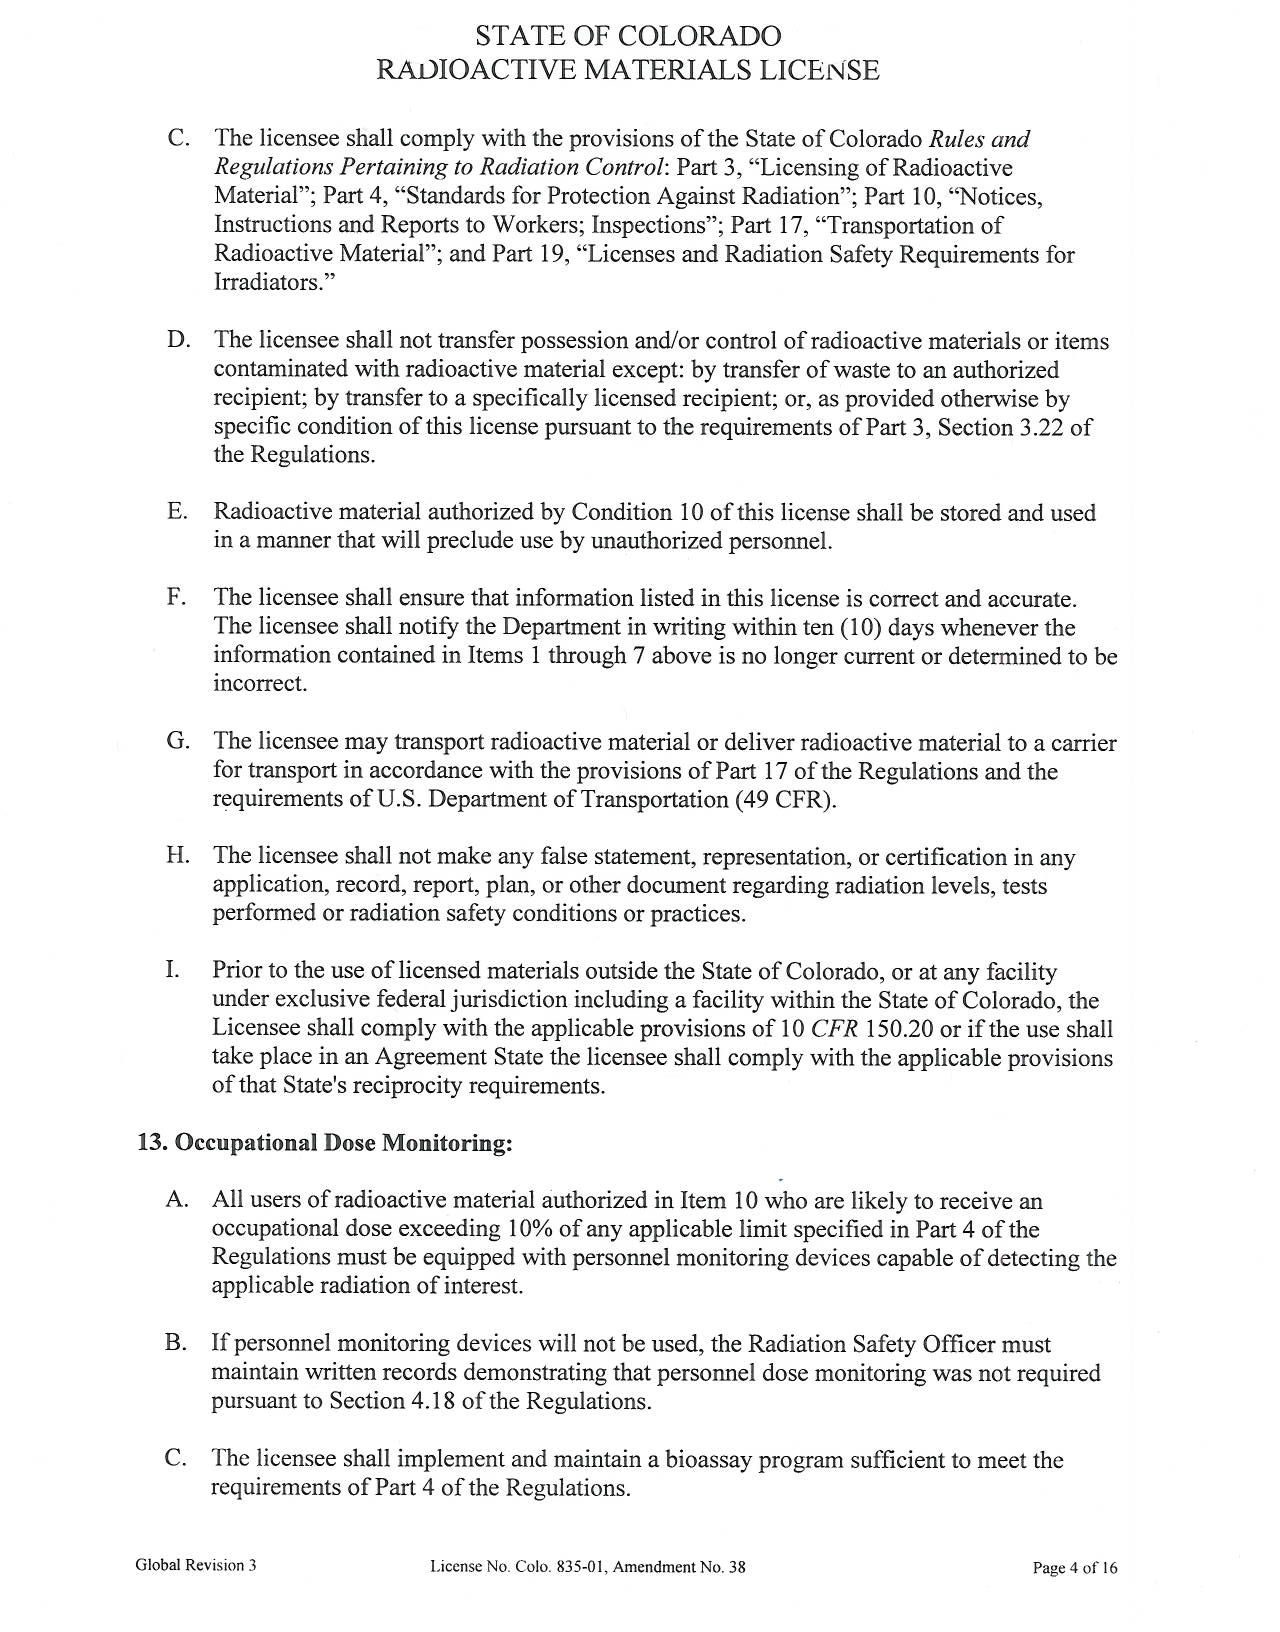 STATE OF COLORADO
RADIOACTIVE MATERIALS LICENSE
C. The licensee shall comply with the provisions of the State of Colorado Rules and
Regulations Pertaining to Radiation Control: Part 3, “Licensing of Radioactive
Material”; Part 4, “Standards for Protection Against Radiation”; Part 10, “Notices,
Instructions and Reports to Workers; Inspections”; Part 17, “Transportation of
Radioactive Material”; and Part 19, “Licenses and Radiation Safety Requirements for
Irradiators.”
D. The licensee shall not transfer possession and/or control of radioactive materials or items
contaminated with radioactive material except: by transfer of waste to an authorized
recipient; by transfer to a specifically licensed recipient; or, as provided otherwise by
specific condition of this license pursuant to the requirements of Part 3, Section 3.22 of
the Regulations.
E. Radioactive material authorized by Condition 10 of this license shall be stored and used
in a manner that will preclude use by unauthorized personnel.
F. The licensee shall ensure that information listed in this license is correct and accurate.
The licensee shall notify the Department in writing within ten (10) days whenever the
information contained in Items 1 through 7 above is no longer current or determined to be
incorrect.
G. The licensee may transport radioactive material or deliver radioactive material to a carrier
for transport in accordance with the provisions of Part 17 of the Regulations and the
requirements of U.S. Department of Transportation (49 CFR).
H. The licensee shall not make any false statement, representation, or certification in any
application, record, report, plan, or other document regarding radiation levels, tests
performed or radiation safety conditions or practices.
I. Prior to the use of licensed materials outside the State of Colorado, or at any facility
under exclusive federal jurisdiction including a facility within the State of Colorado, the
Licensee shall comply with the applicable provisions of 10 CFR 150.20 or if the use shall
take place in an Agreement State the licensee shall comply with the applicable provisions
of that State's reciprocity requirements.
13. Occupational Dose Monitoring:
A. All users of radioactive material authorized in Item 10 who are likely to receive an
occupational dose exceeding 10% of any applicable limit specified in Part 4 of the
Regulations must be equipped with personnel monitoring devices capable of detecting the
applicable radiation of interest.
B. If personnel monitoring devices will not be used, the Radiation Safety Officer must
maintain written records demonstrating that personnel dose monitoring was not required
pursuant to Section 4.18 of the Regulations.
C. The licensee shall implement and maintain a bioassay program sufficient to meet the
requirements of Part 4 of the Regulations.
Global Revision 3 License No. Colo. 835-01, Amendment No. 38 Page 4 of 16